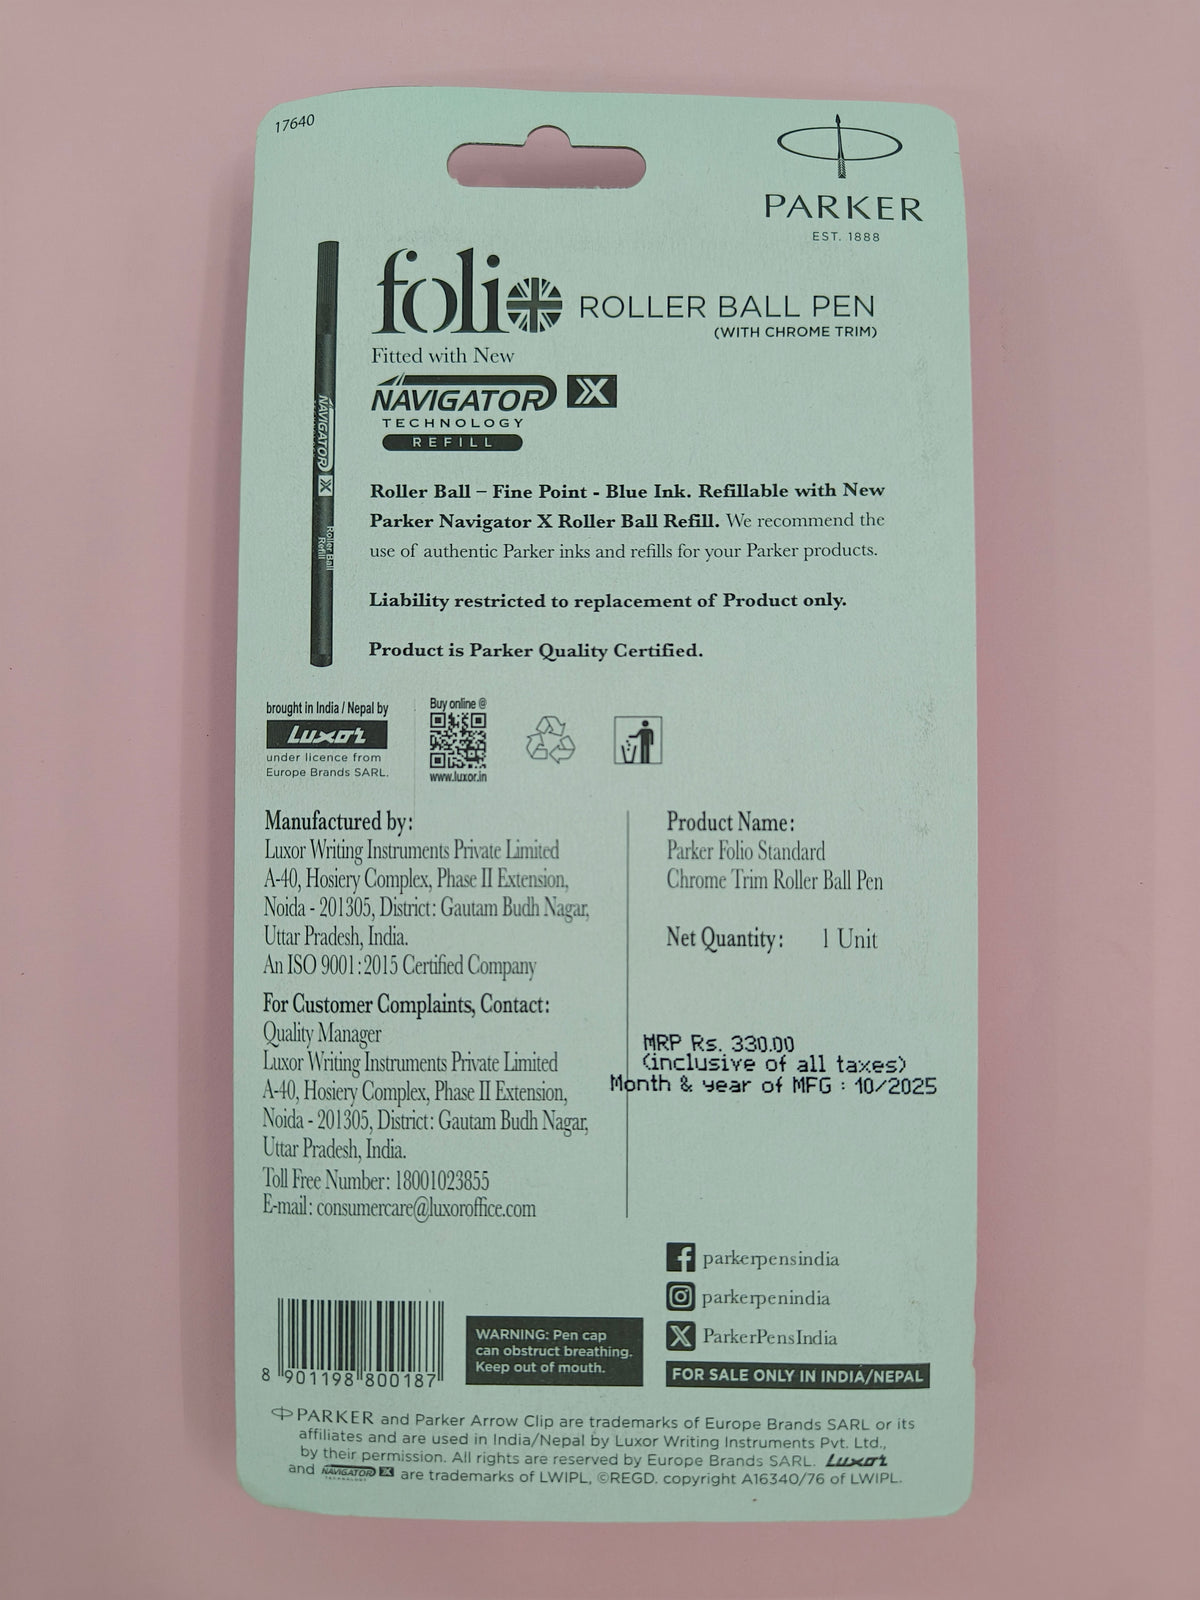 17640
PARKER
EST. 1888
folio ROLLER BALL PEN
(WITH CHROME TRIM)
Fitted with New
NAVIGATOR X
TECHNOLOGY
REFILL
NAVIGATOR X
Roller Ball
Refill
Roller Ball – Fine Point - Blue Ink. Refillable with New
Parker Navigator X Roller Ball Refill. We recommend the
use of authentic Parker inks and refills for your Parker products.
Liability restricted to replacement of Product only.
Product is Parker Quality Certified.
brought in India / Nepal by
Luxor
under licence from
Europe Brands SARL.
Buy online @
www.luxor.in
Manufactured by:
Luxor Writing Instruments Private Limited
A-40, Hosiery Complex, Phase II Extension,
Noida - 201305, District: Gautam Budh Nagar,
Uttar Pradesh, India.
An ISO 9001:2015 Certified Company
For Customer Complaints, Contact:
Quality Manager
Luxor Writing Instruments Private Limited
A-40, Hosiery Complex, Phase II Extension,
Noida - 201305, District: Gautam Budh Nagar,
Uttar Pradesh, India.
Toll Free Number: 18001023855
E-mail: consumercare@luxoroffice.com
Product Name:
Parker Folio Standard
Chrome Trim Roller Ball Pen
Net Quantity: 1 Unit
MRP Rs. 330.00
(inclusive of all taxes)
Month & year of MFG : 10/2025
parkerpensindia
parkerpenindia
ParkerPensIndia
FOR SALE ONLY IN INDIA/NEPAL
8 901198 800187
WARNING: Pen cap
can obstruct breathing.
Keep out of mouth.
PARKER and Parker Arrow Clip are trademarks of Europe Brands SARL or its
affiliates and are used in India/Nepal by Luxor Writing Instruments Pvt. Ltd.,
by their permission. All rights are reserved by Europe Brands SARL. Luxor
and NAVIGATOR X TECHNOLOGY are trademarks of LWIPL, ©REGD. copyright A16340/76 of LWIPL.